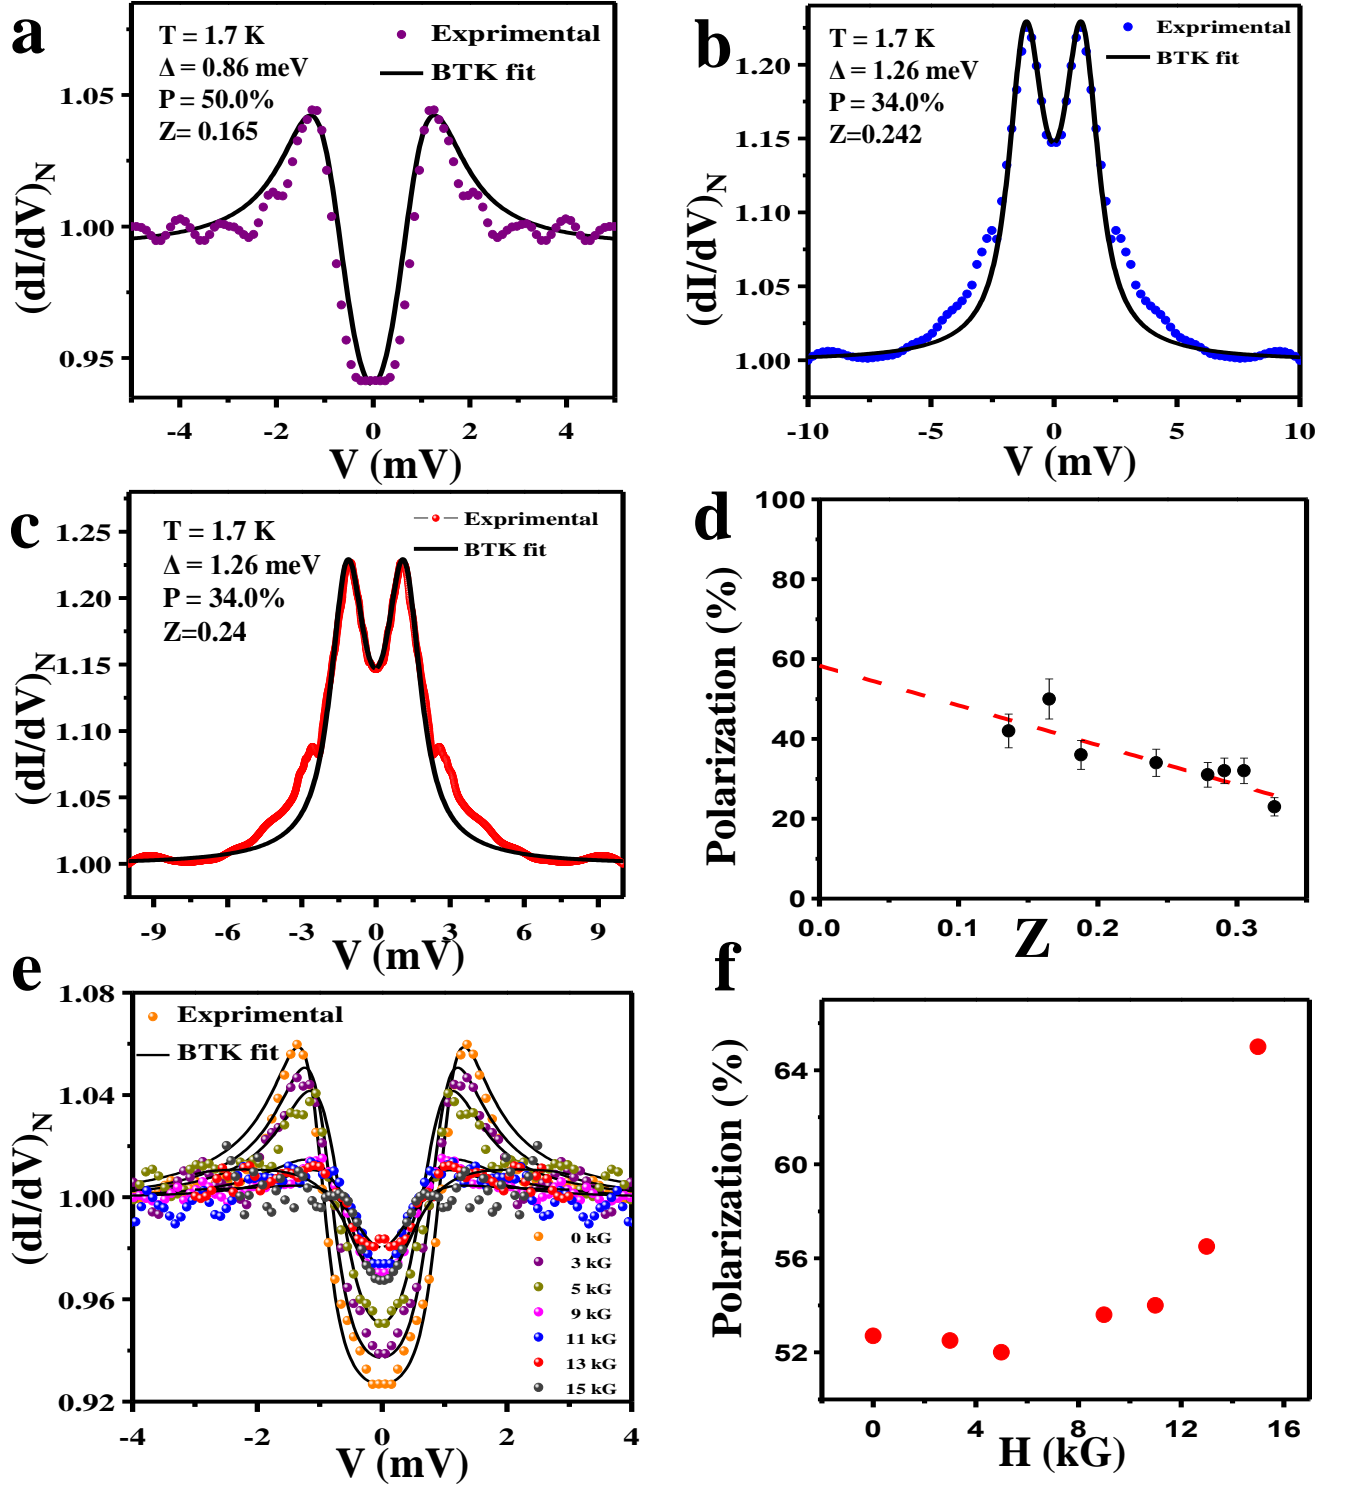 a
T = 1.7 K
Δ = 0.86 meV
P = 50.0%
Z= 0.165
Exprimental
BTK fit
1.05
1.00
0.95
(dI/dV)N
-4
-2
0
2
4
V (mV)
b
T = 1.7 K
Δ = 1.26 meV
P = 34.0%
Z=0.242
Exprimental
BTK fit
1.20
1.15
1.10
1.05
1.00
(dI/dV)N
-10
-5
0
5
10
V (mV)
c
T = 1.7 K
Δ = 1.26 meV
P = 34.0%
Z=0.24
Exprimental
BTK fit
1.25
1.20
1.15
1.10
1.05
1.00
(dI/dV)N
-9
-6
-3
0
3
6
9
V (mV)
d
100
80
60
40
20
0
Polarization (%)
0.0
0.1
0.2
0.3
Z
e
Exprimental
BTK fit
1.08
1.04
1.00
0.96
0.92
(dI/dV)N
0 kG
3 kG
5 kG
9 kG
11 kG
13 kG
15 kG
-4
-2
0
2
4
V (mV)
f
64
60
56
52
Polarization (%)
0
4
8
12
16
H (kG)